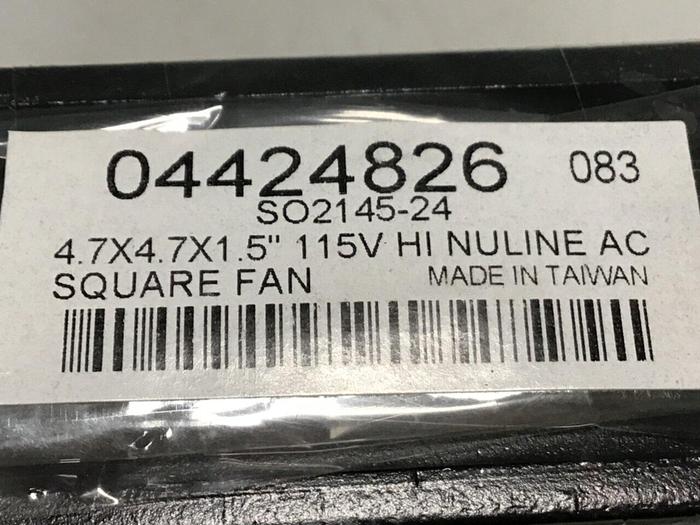 04424826 083
SO2145-24
4.7X4.7X1.5" 115V HI NULINE AC
SQUARE FAN MADE IN TAIWAN